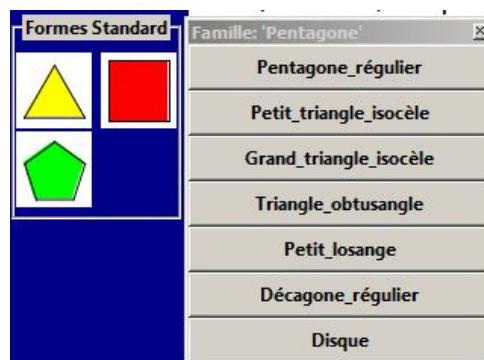 Formes Standard
Famille: 'Pentagone'
Pentagone_régulier
Petit_triangle_isocèle
Grand_triangle_isocèle
Triangle_obtusangle
Petit_losange
Décagone_régulier
Disque